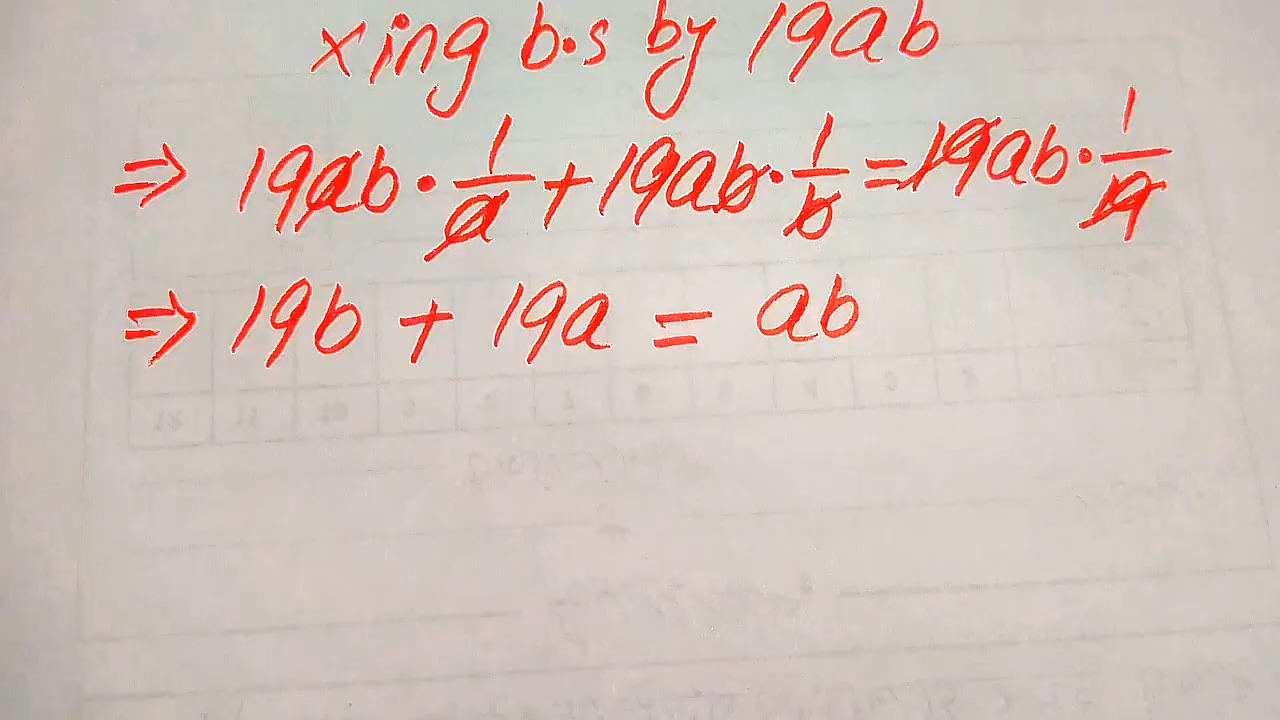 xing b.s by 19ab
⇒ 19ab · 1/a + 19ab · 1/b = 19ab · 1/19
⇒ 19b + 19a = ab